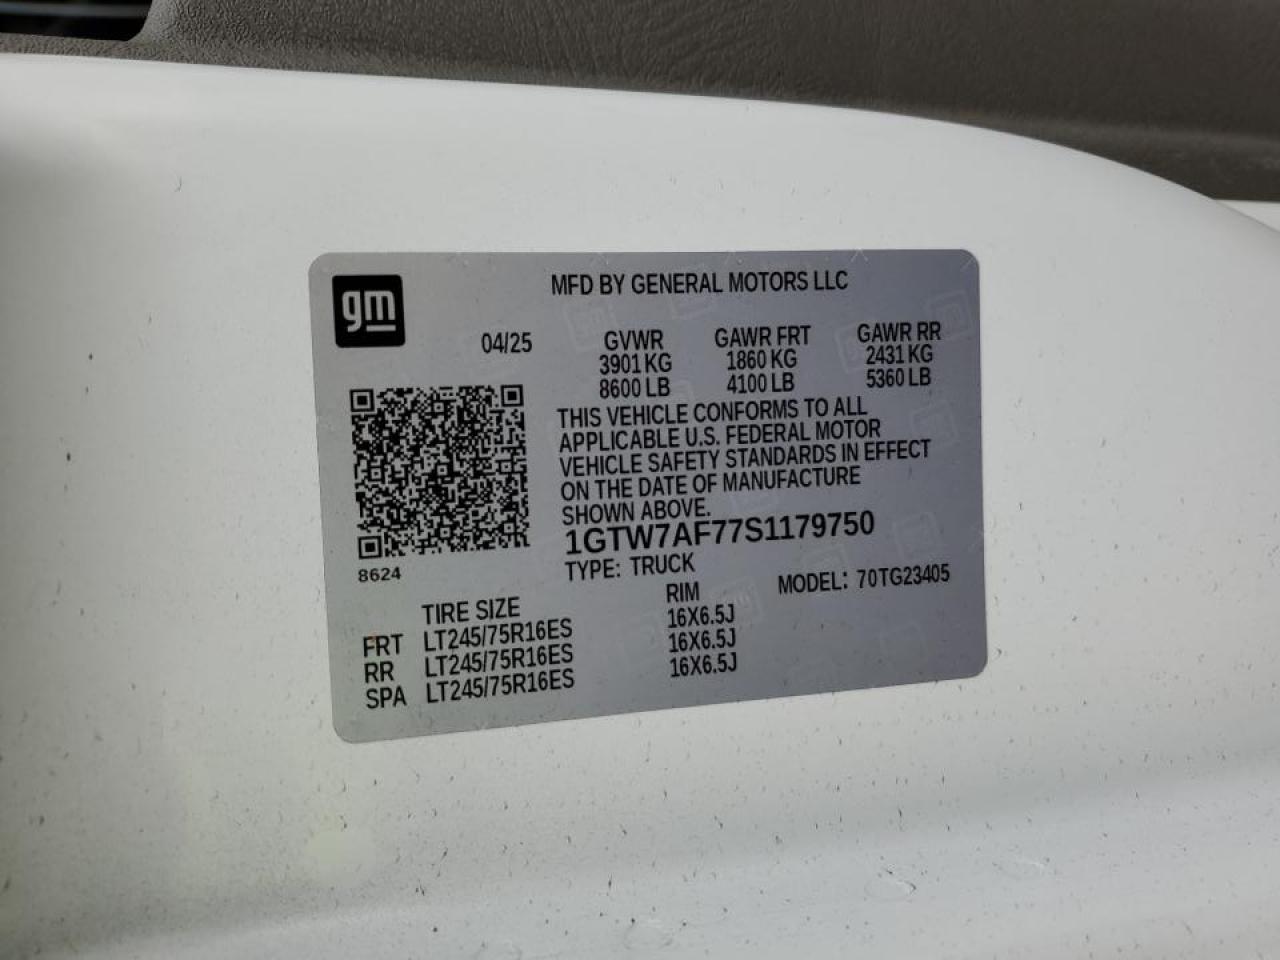 gm
MFD BY GENERAL MOTORS LLC
04/25
GVWR
3901 KG
8600 LB
GAWR FRT
1860 KG
4100 LB
GAWR RR
2431 KG
5360 LB
THIS VEHICLE CONFORMS TO ALL
APPLICABLE U.S. FEDERAL MOTOR
VEHICLE SAFETY STANDARDS IN EFFECT
ON THE DATE OF MANUFACTURE
SHOWN ABOVE.
1GTW7AF77S1179750
TYPE: TRUCK
MODEL: 70TG23405
8624
TIRE SIZE RIM
FRT LT245/75R16ES 16X6.5J
RR LT245/75R16ES 16X6.5J
SPA LT245/75R16ES 16X6.5J